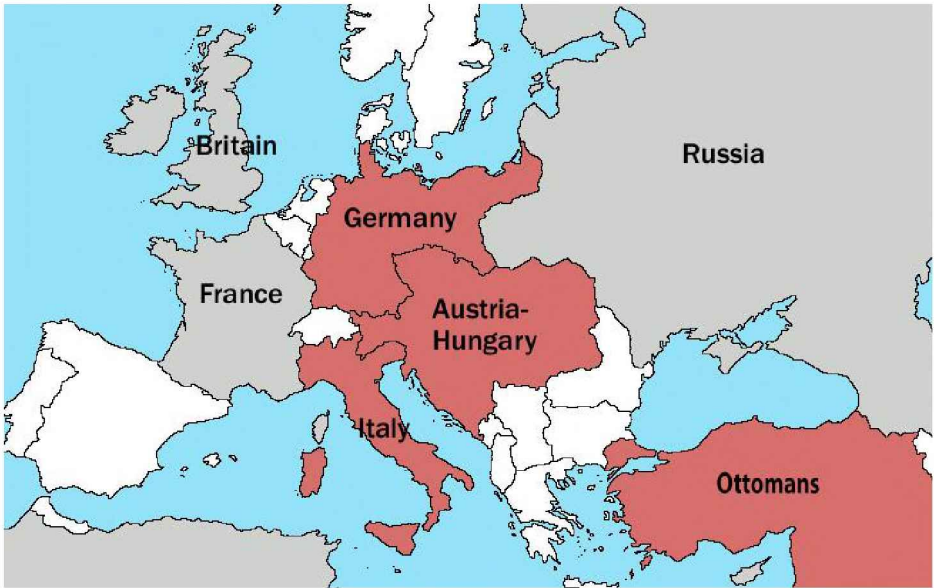 Britain
Russia
Germany
France
Austria-
Hungary
Italy
Ottomans